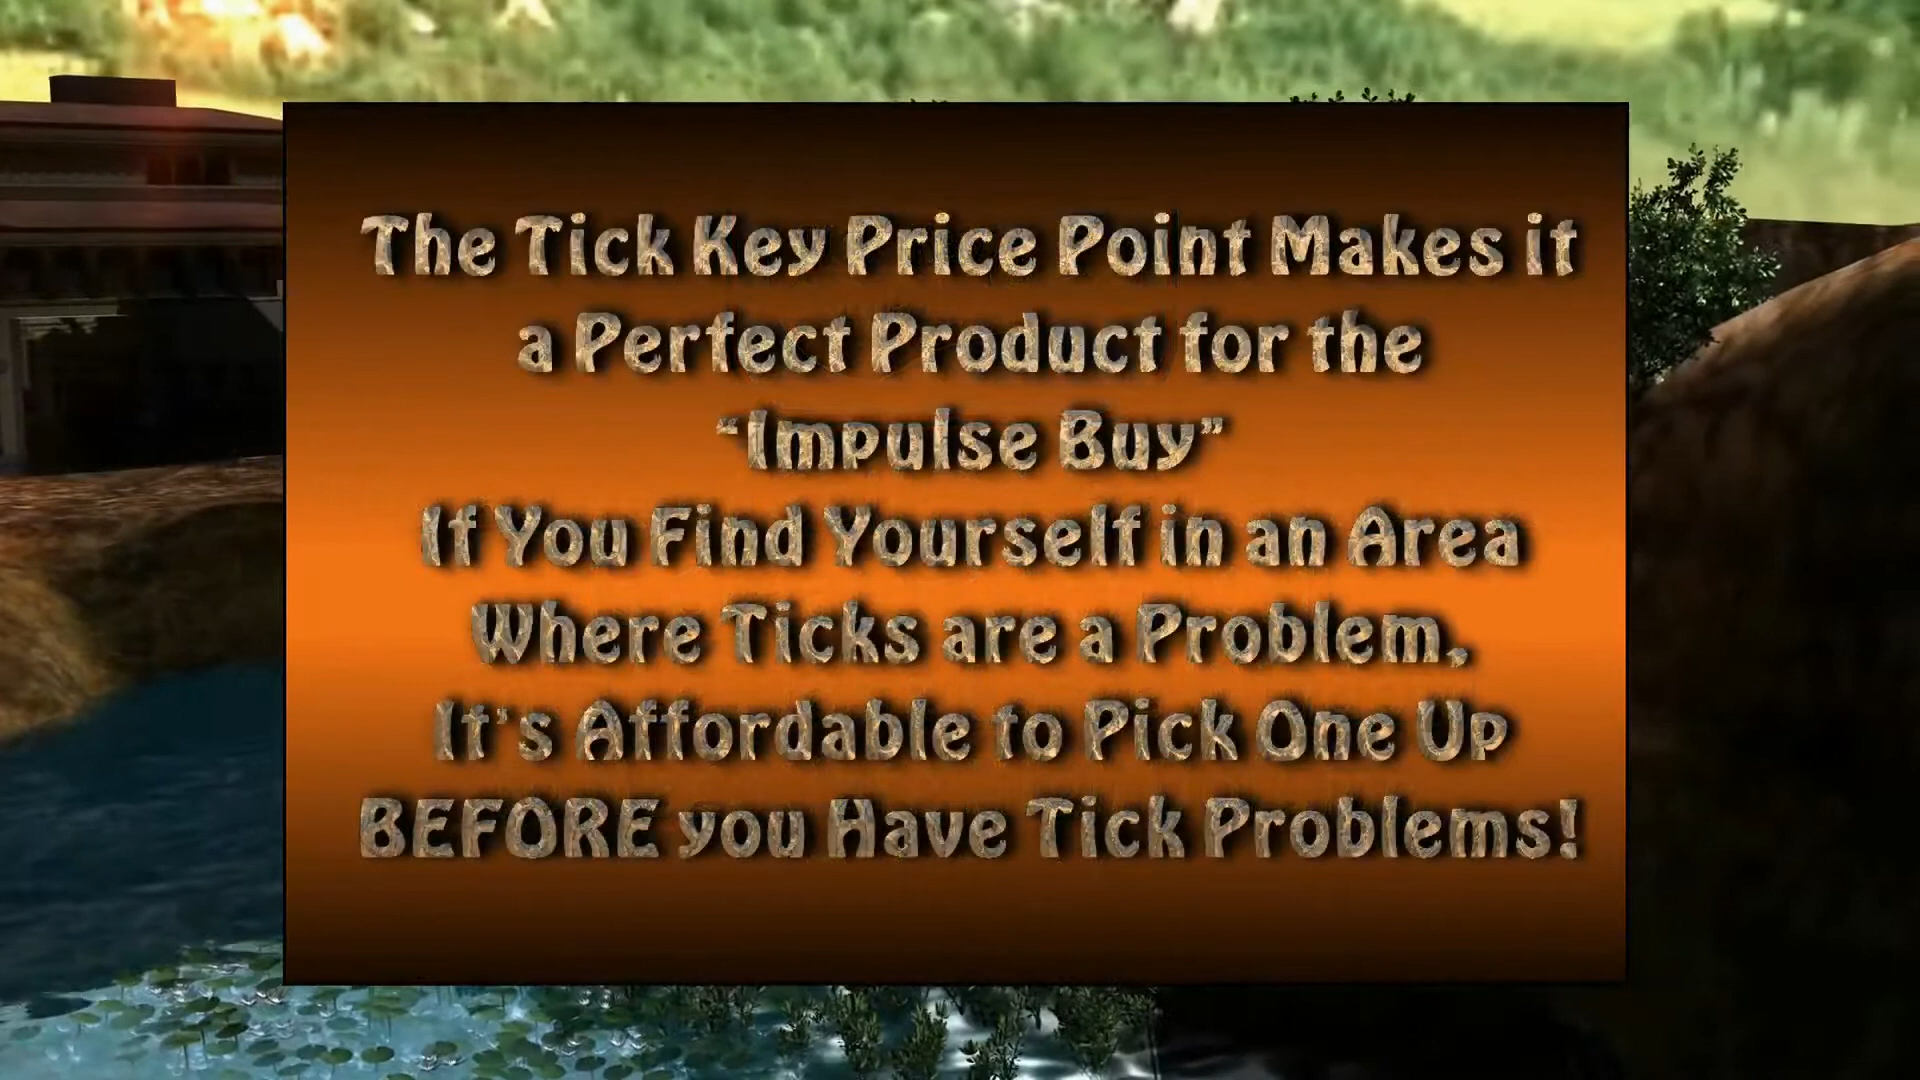 The Tick Key Price Point Makes it
a Perfect Product for the
“Impulse Buy”
If You Find Yourself in an Area
Where Ticks are a Problem,
It's Affordable to Pick One Up
BEFORE you Have Tick Problems!